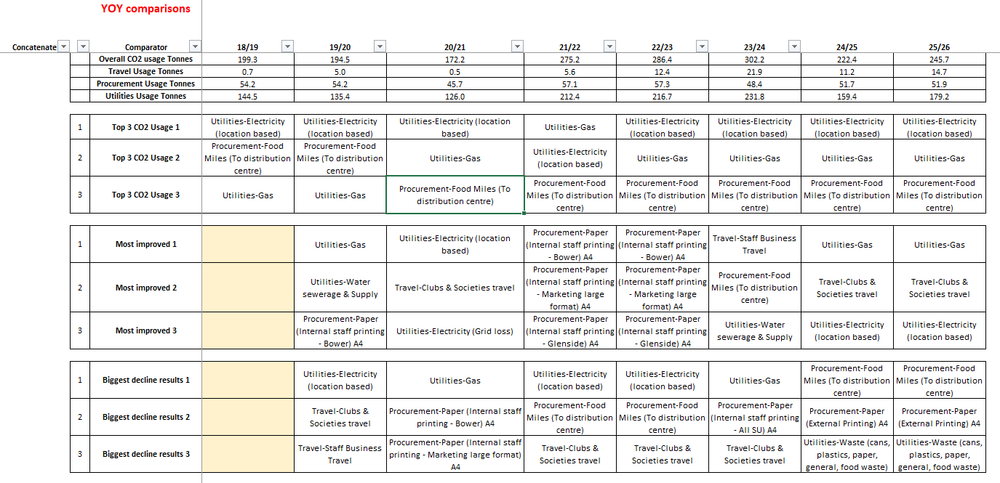 YOY comparisons
Concatenate Comparator 18/19 19/20 20/21 21/22 22/23 23/24 24/25 25/26
Overall CO2 usage Tonnes 199.3 194.5 172.2 275.2 286.4 302.2 222.4 245.7
Travel Usage Tonnes 0.7 5.0 0.5 5.6 12.4 21.9 11.2 14.7
Procurement Usage Tonnes 54.2 54.2 45.7 57.1 57.3 48.4 51.7 51.9
Utilities Usage Tonnes 144.5 135.4 126.0 212.4 216.7 231.8 159.4 179.2
1 Top 3 CO2 Usage 1 Utilities-Electricity (location based) Utilities-Electricity (location based) Utilities-Electricity (location based) Utilities-Gas Utilities-Electricity (location based) Utilities-Electricity (location based) Utilities-Electricity (location based) Utilities-Electricity (location based)
2 Top 3 CO2 Usage 2 Procurement-Food Miles (To distribution centre) Procurement-Food Miles (To distribution centre) Utilities-Gas Utilities-Electricity (location based) Utilities-Gas Utilities-Gas Utilities-Gas Utilities-Gas
3 Top 3 CO2 Usage 3 Utilities-Gas Utilities-Gas Procurement-Food Miles (To distribution centre) Procurement-Food Miles (To distribution centre) Procurement-Food Miles (To distribution centre) Procurement-Food Miles (To distribution centre) Procurement-Food Miles (To distribution centre) Procurement-Food Miles (To distribution centre)
1 Most improved 1 Utilities-Gas Utilities-Electricity (location based) Procurement-Paper (Internal staff printing - Bower) A4 Procurement-Paper (Internal staff printing - Bower) A4 Travel-Staff Business Travel Utilities-Gas Utilities-Gas
2 Most improved 2 Utilities-Water sewerage & Supply Travel-Clubs & Societies travel Procurement-Paper (Internal staff printing - Marketing large format) A4 Procurement-Paper (Internal staff printing - Marketing large format) A4 Procurement-Food Miles (To distribution centre) Travel-Clubs & Societies travel Travel-Clubs & Societies travel
3 Most improved 3 Procurement-Paper (Internal staff printing - Bower) A4 Utilities-Electricity (Grid loss) Procurement-Paper (Internal staff printing - Glenside) A4 Procurement-Paper (Internal staff printing - Glenside) A4 Utilities-Water sewerage & Supply Utilities-Electricity (location based) Utilities-Electricity (location based)
1 Biggest decline results 1 Utilities-Electricity (location based) Utilities-Gas Utilities-Electricity (location based) Utilities-Electricity (location based) Utilities-Gas Procurement-Food Miles (To distribution centre) Procurement-Food Miles (To distribution centre)
2 Biggest decline results 2 Travel-Clubs & Societies travel Procurement-Paper (Internal staff printing - Bower) A4 Procurement-Food Miles (To distribution centre) Procurement-Food Miles (To distribution centre) Procurement-Paper (Internal staff printing - All SU) A4 Procurement-Paper (External Printing) A4 Procurement-Paper (External Printing) A4
3 Biggest decline results 3 Travel-Staff Business Travel Procurement-Paper (Internal staff printing - Marketing large format) A4 Travel-Clubs & Societies travel Travel-Clubs & Societies travel Travel-Clubs & Societies travel Utilities-Waste (cans, plastics, paper, general, food waste) Utilities-Waste (cans, plastics, paper, general, food waste)